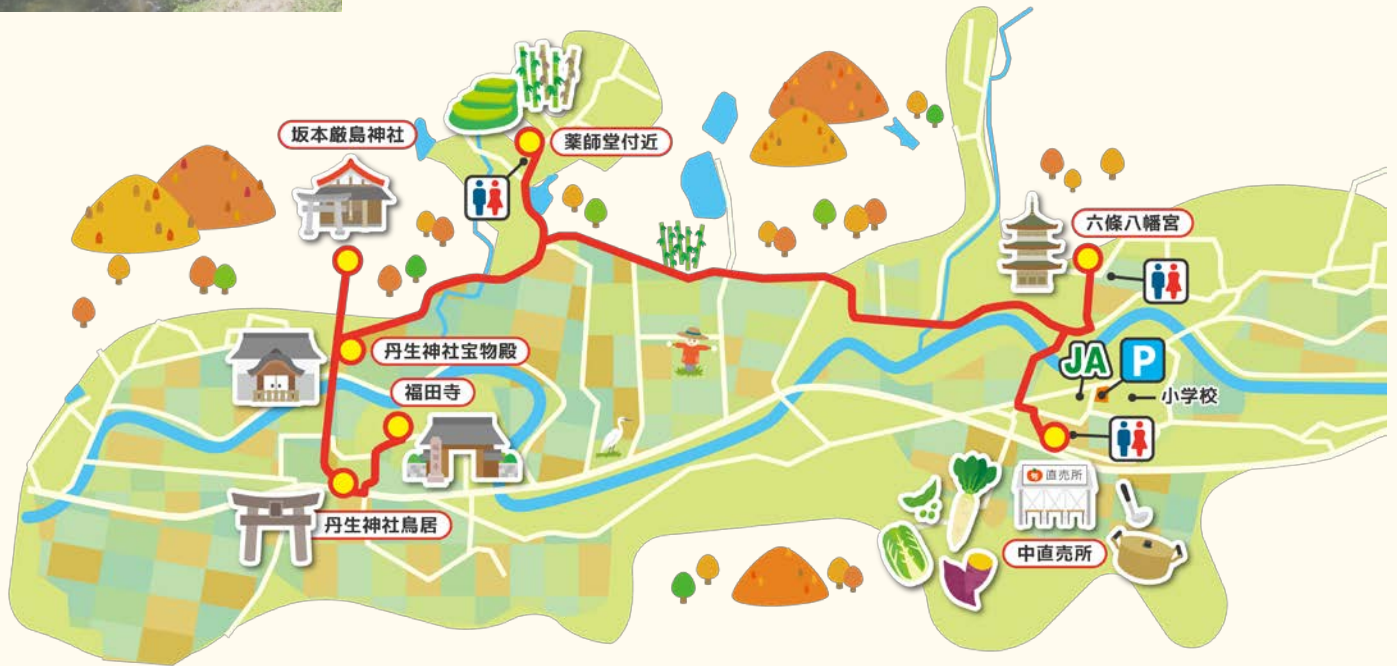 坂本厳島神社
薬師堂付近
六條八幡宮
丹生神社宝物殿
福田寺
JA
P
小学校
直売所
丹生神社鳥居
中直売所